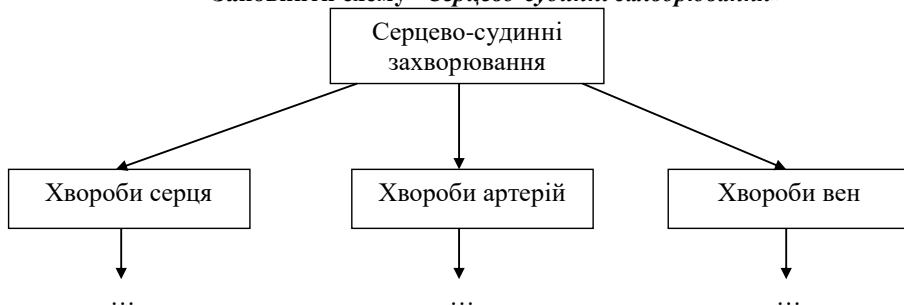 Серцево-судинні
захворювання
Хвороби серця
Хвороби артерій
Хвороби вен
…
…
…